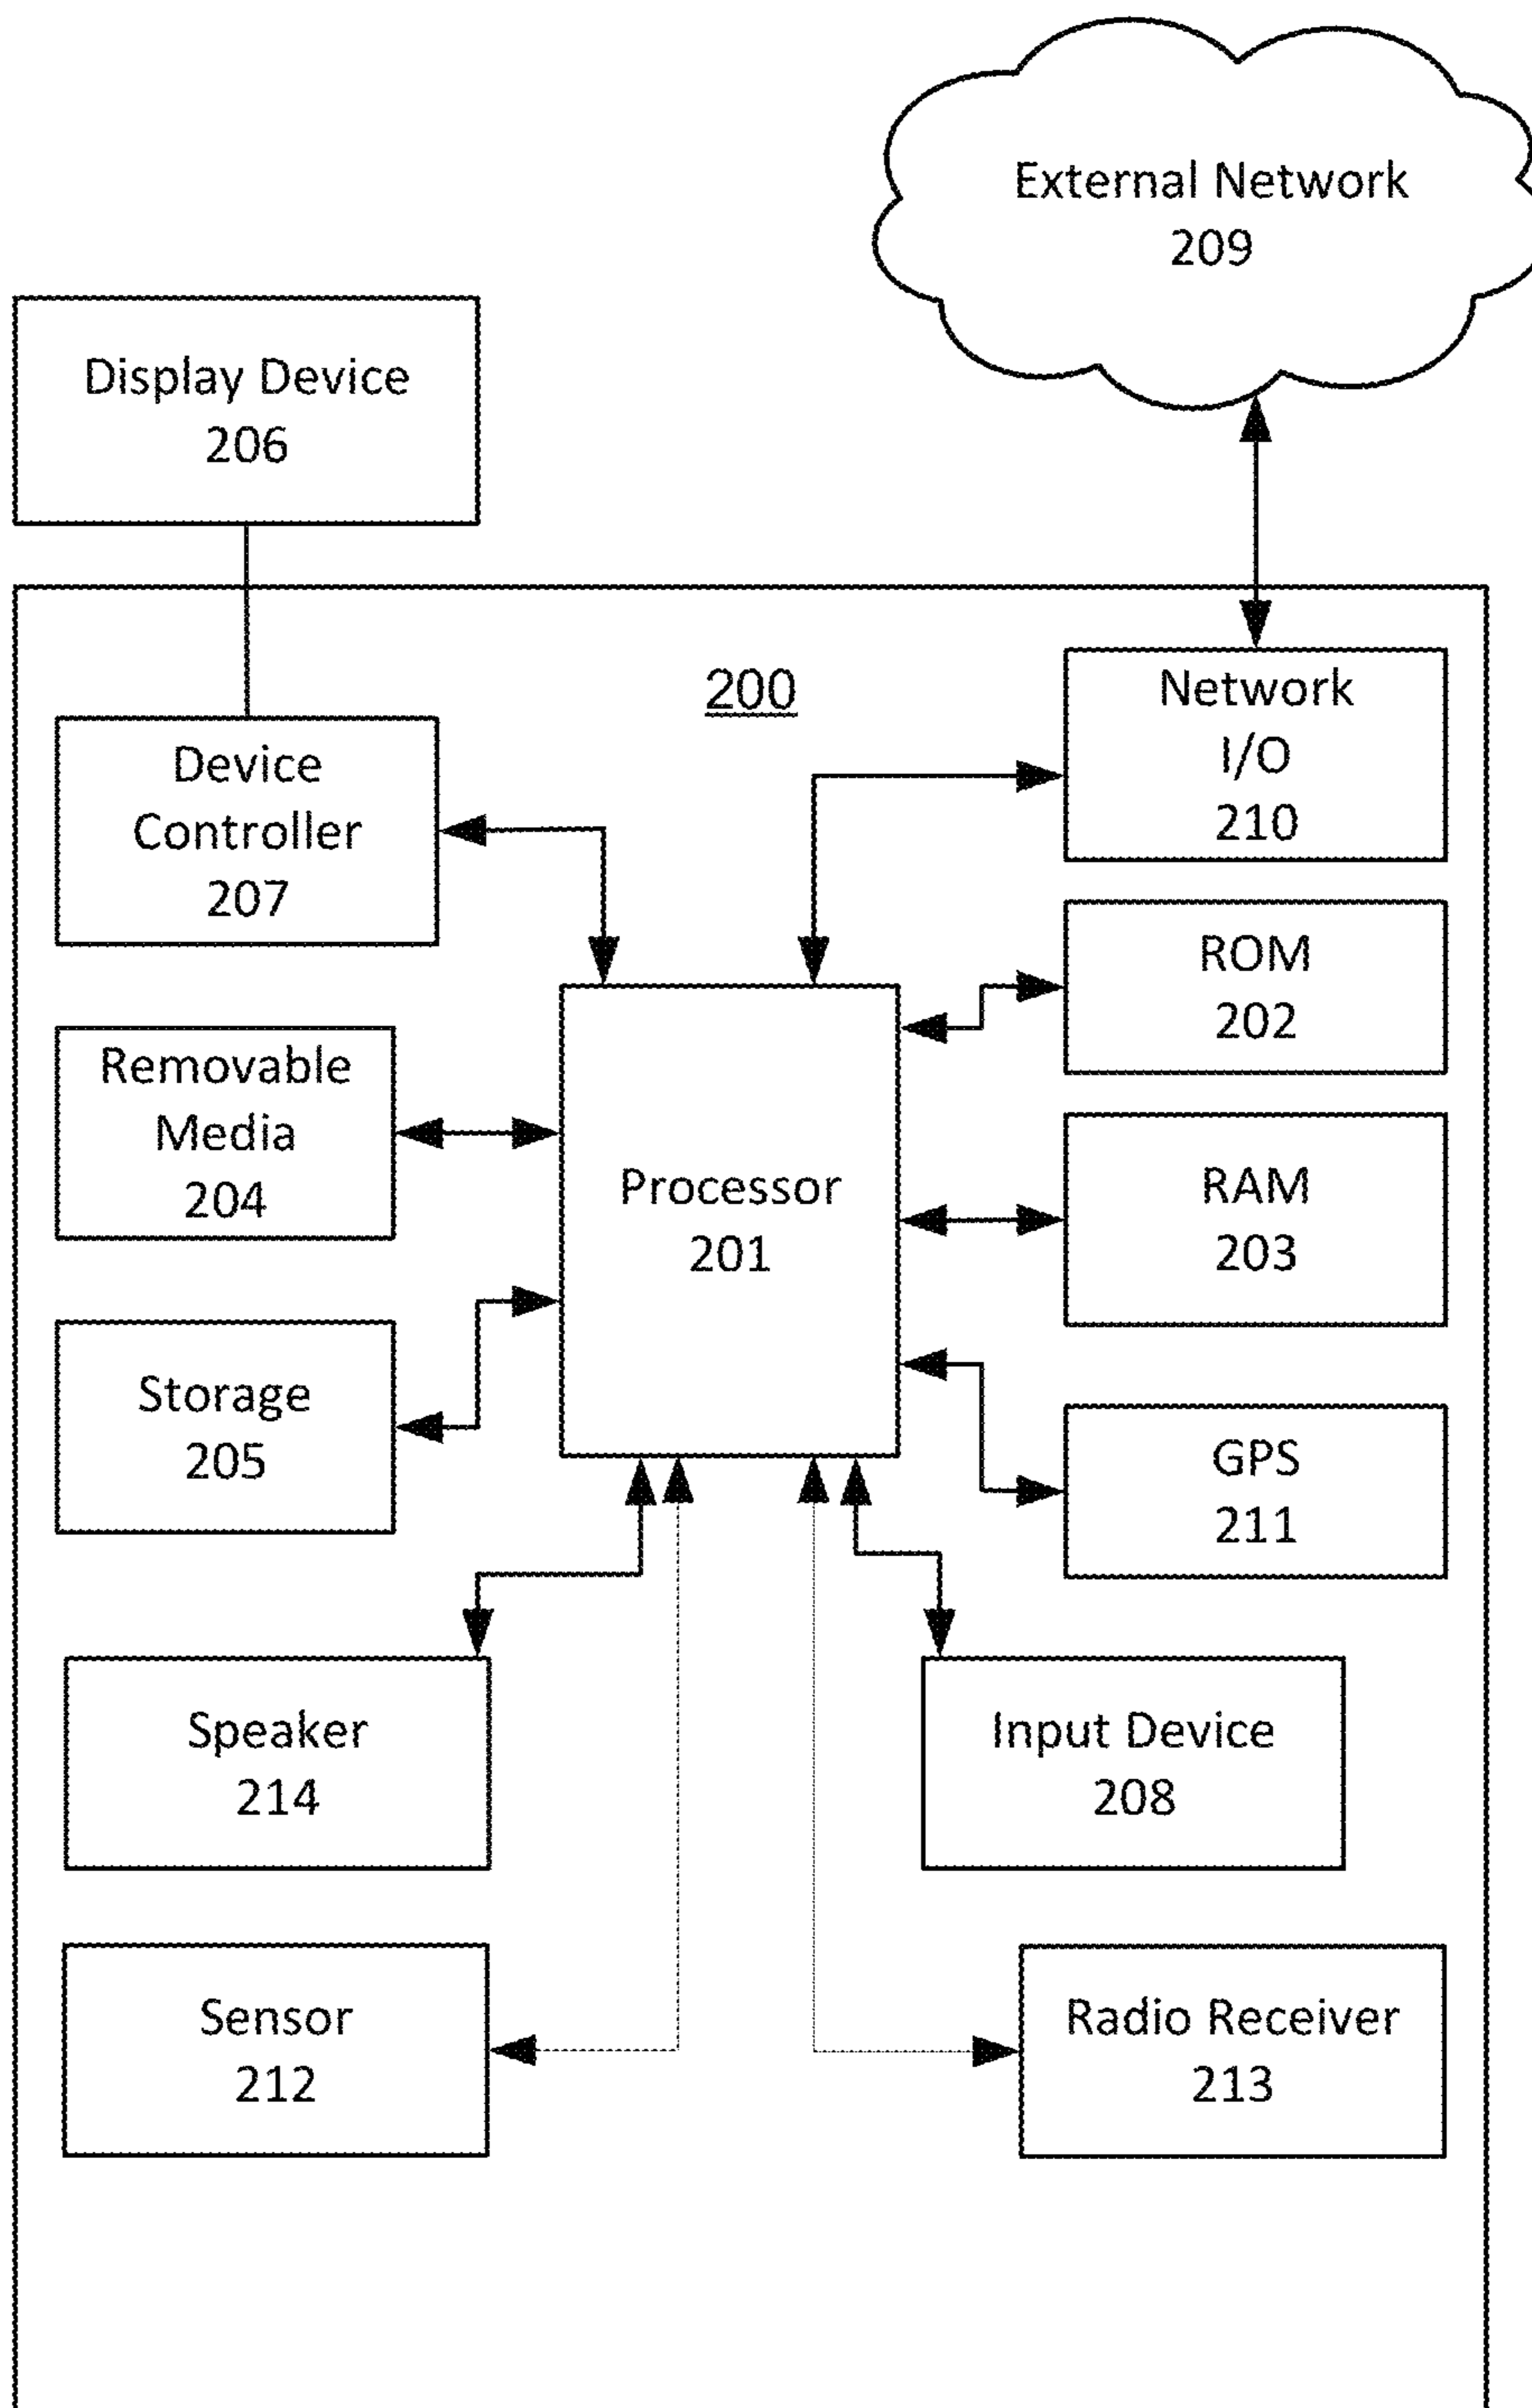 External Network
209
Display Device
206
200
Network
I/O
210
Device
Controller
207
ROM
202
Removable
Media
204
Processor
201
RAM
203
Storage
205
GPS
211
Speaker
214
Input Device
208
Sensor
212
Radio Receiver
213